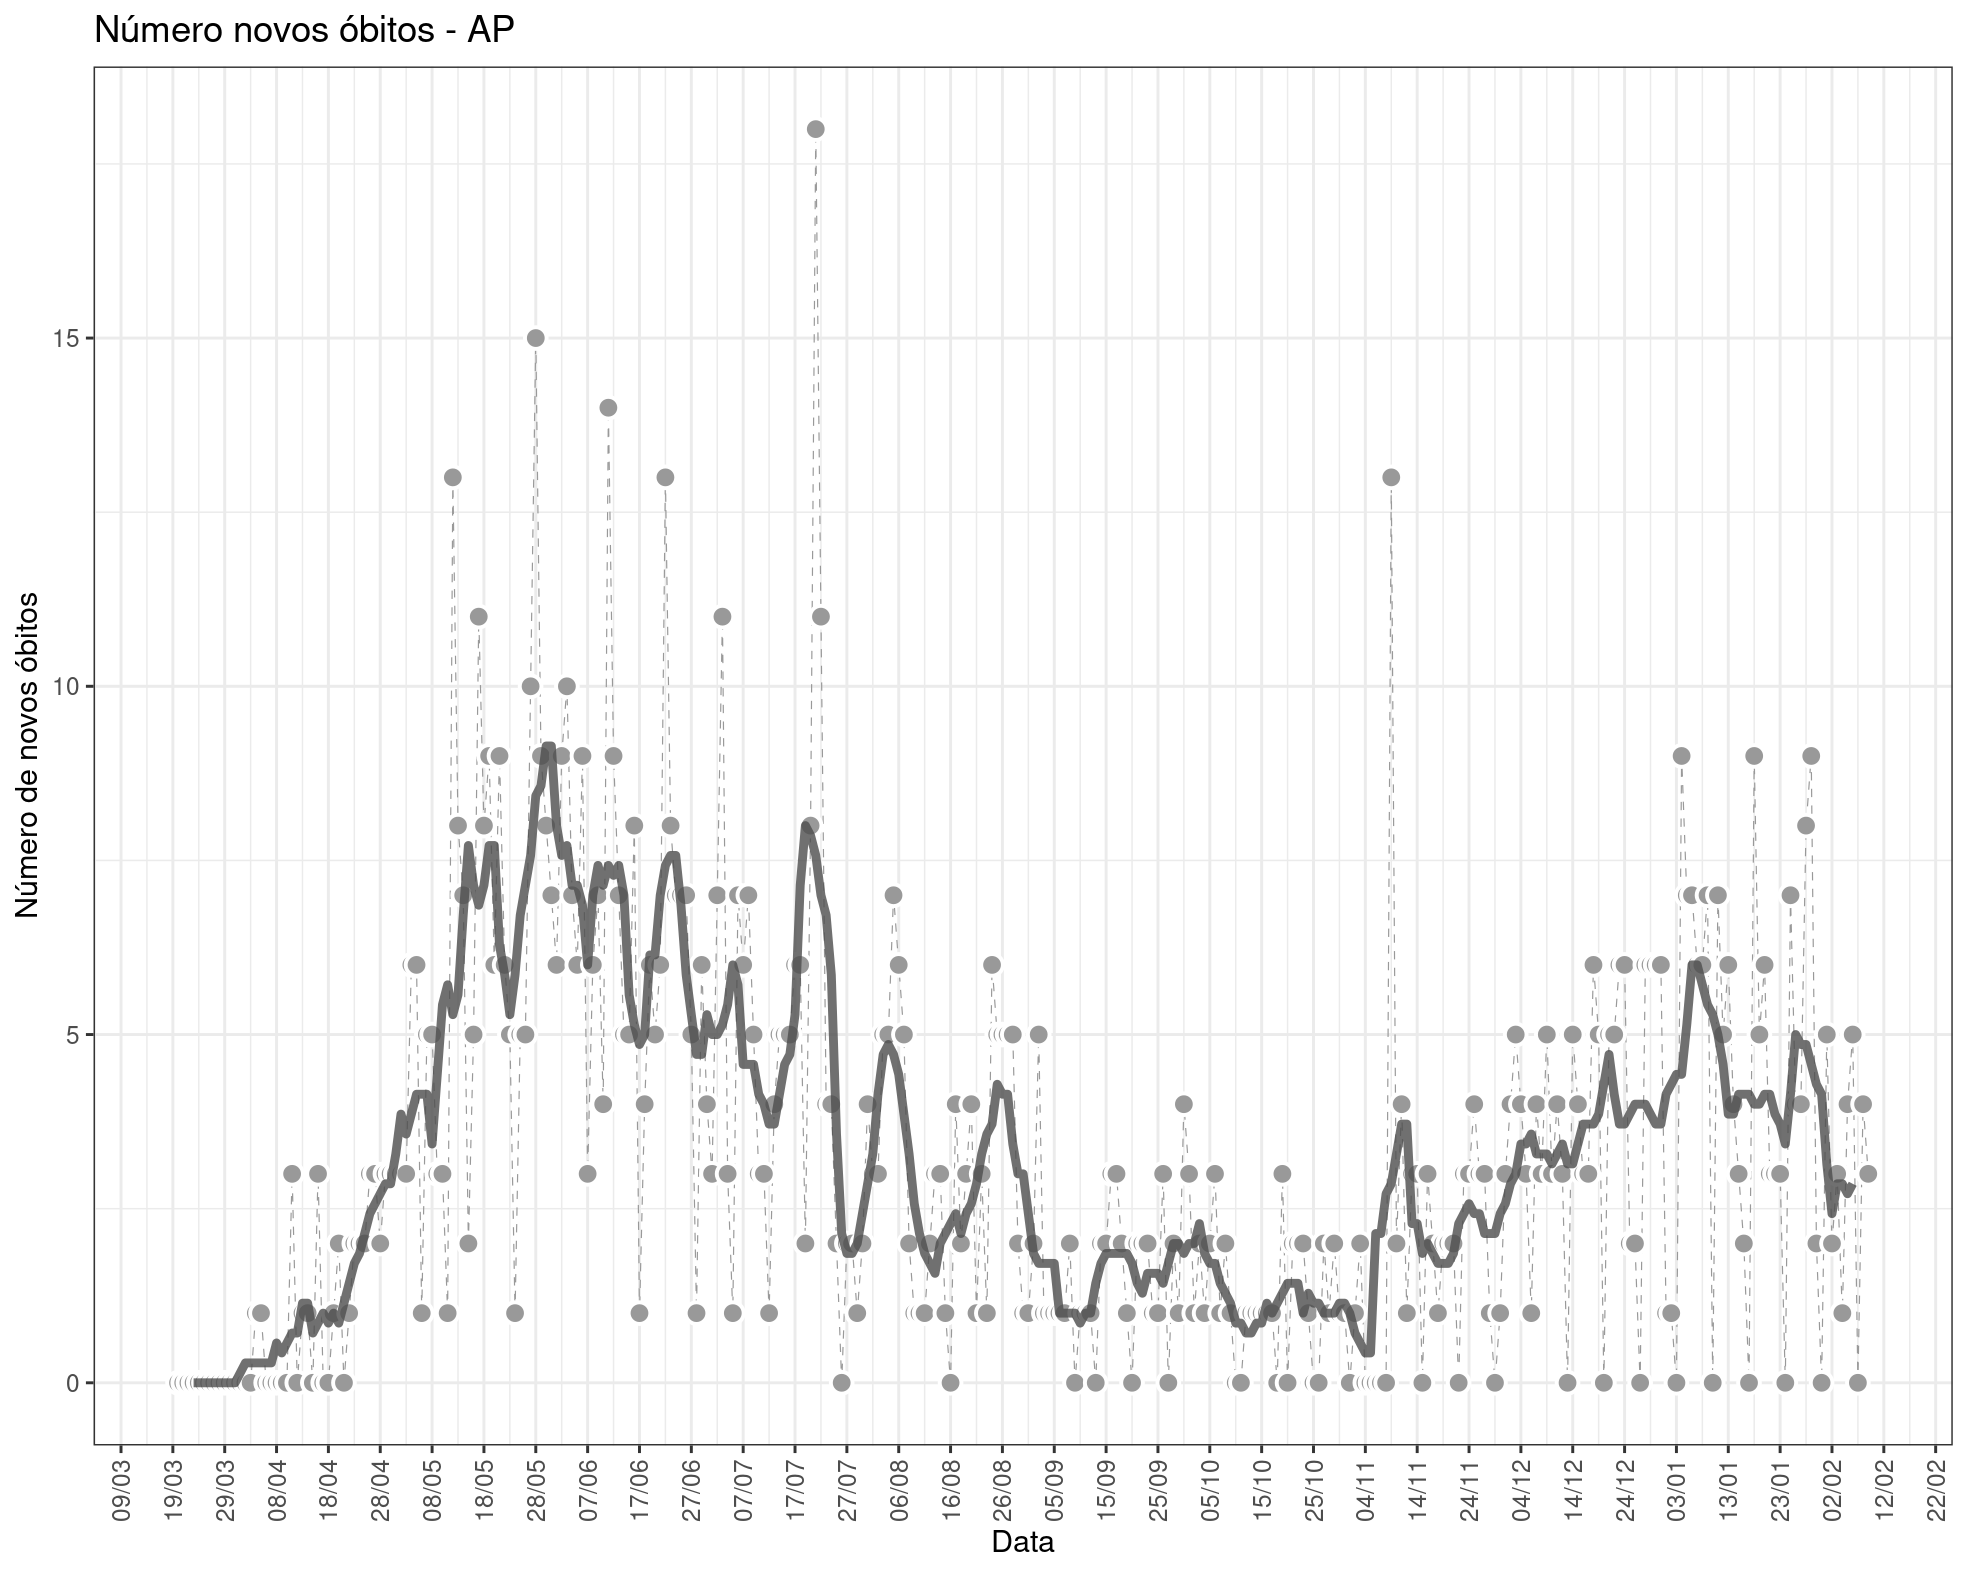 Número novos óbitos - AP
Número de novos óbitos
15
10
5
0
09/03 19/03 29/03 08/04 18/04 28/04 08/05 18/05 28/05 07/06 17/06 27/06 07/07 17/07 27/07 06/08 16/08 26/08 05/09 15/09 25/09 05/10 15/10 25/10 04/11 14/11 24/11 04/12 14/12 24/12 03/01 13/01 23/01 02/02 12/02 22/02
Data